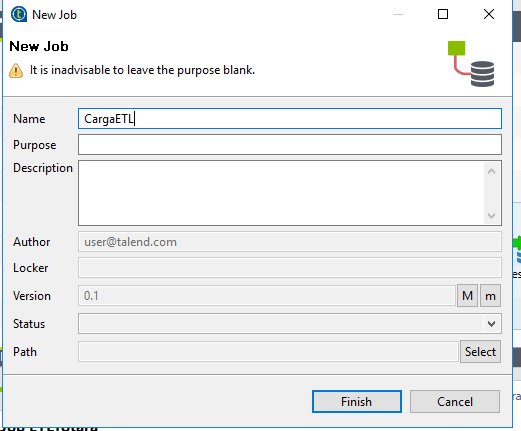 New Job
New Job
It is inadvisable to leave the purpose blank.
Name CargaETL
Purpose
Description
Author user@talend.com
Locker
Version 0.1 M m
Status
Path Select
Finish Cancel